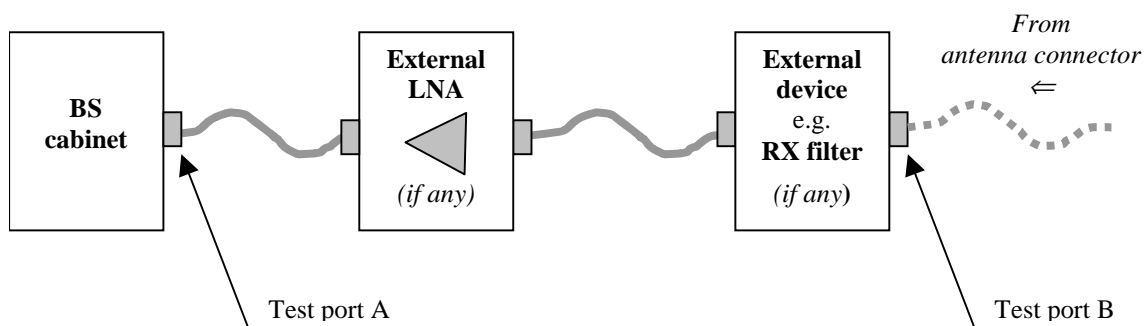 BS
cabinet
External
LNA
(if any)
External
device
e.g.
RX filter
(if any)
From
antenna connector
⇐
Test port A
Test port B